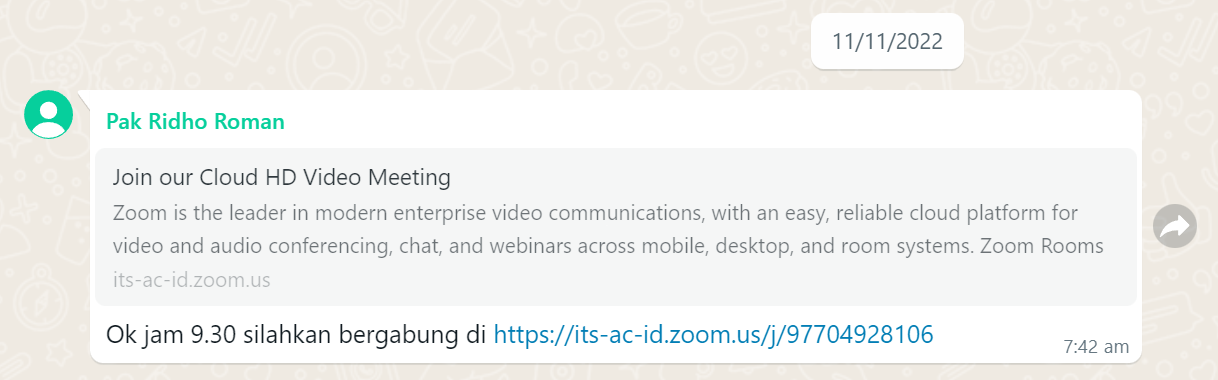 11/11/2022
Pak Ridho Roman
Join our Cloud HD Video Meeting
Zoom is the leader in modern enterprise video communications, with an easy, reliable cloud platform for
video and audio conferencing, chat, and webinars across mobile, desktop, and room systems. Zoom Rooms
its-ac-id.zoom.us
Ok jam 9.30 silahkan bergabung di https://its-ac-id.zoom.us/j/97704928106
7:42 am